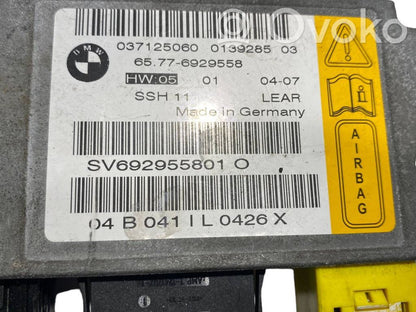 Ovoko
BMW
037125060 0139285 03
65.77-6929558
HW:05 01 04-07
SSH 11 LEAR
Made in Germany
SV692955801 O
04 B 041 I L 0426 X
AIRBAG